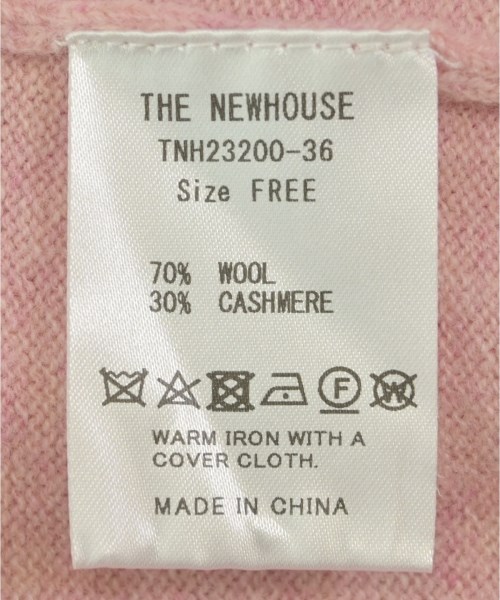 THE NEWHOUSE
TNH23200-36
Size FREE
70% WOOL
30% CASHMERE
F W
WARM IRON WITH A
COVER CLOTH.
MADE IN CHINA